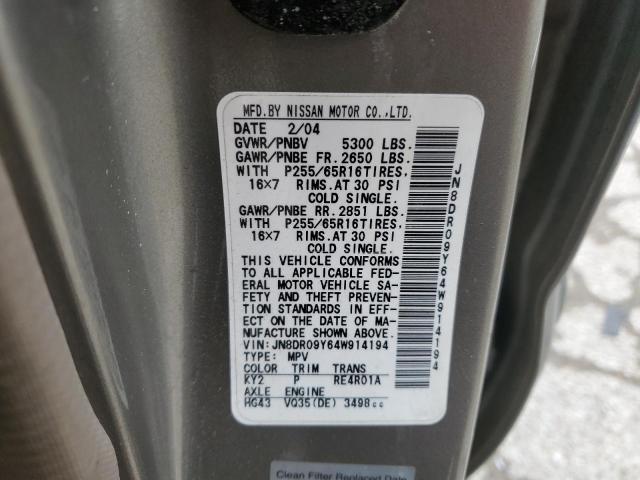 MFD.BY NISSAN MOTOR CO.,LTD.
DATE 2/04
GVWR/PNBV 5300 LBS.
GAWR/PNBE FR. 2650 LBS.
WITH P255/65R16TIRES,
16×7 RIMS.AT 30 PSI
COLD SINGLE.
GAWR/PNBE RR. 2851 LBS.
WITH P255/65R16TIRES,
16×7 RIMS.AT 30 PSI
COLD SINGLE.
THIS VEHICLE CONFORMS
TO ALL APPLICABLE FED-
ERAL MOTOR VEHICLE SA-
FETY AND THEFT PREVEN-
TION STANDARDS IN EFF-
ECT ON THE DATE OF MA-
NUFACTURE SHOWN ABOVE.
VIN:JN8DR09Y64W914194
TYPE: MPV
COLOR TRIM TRANS
KY2 P RE4R01A
AXLE ENGINE
HG43 VQ35(DE) 3498cc
JN8DR09Y64W914194
Clean Filter Replaced Date